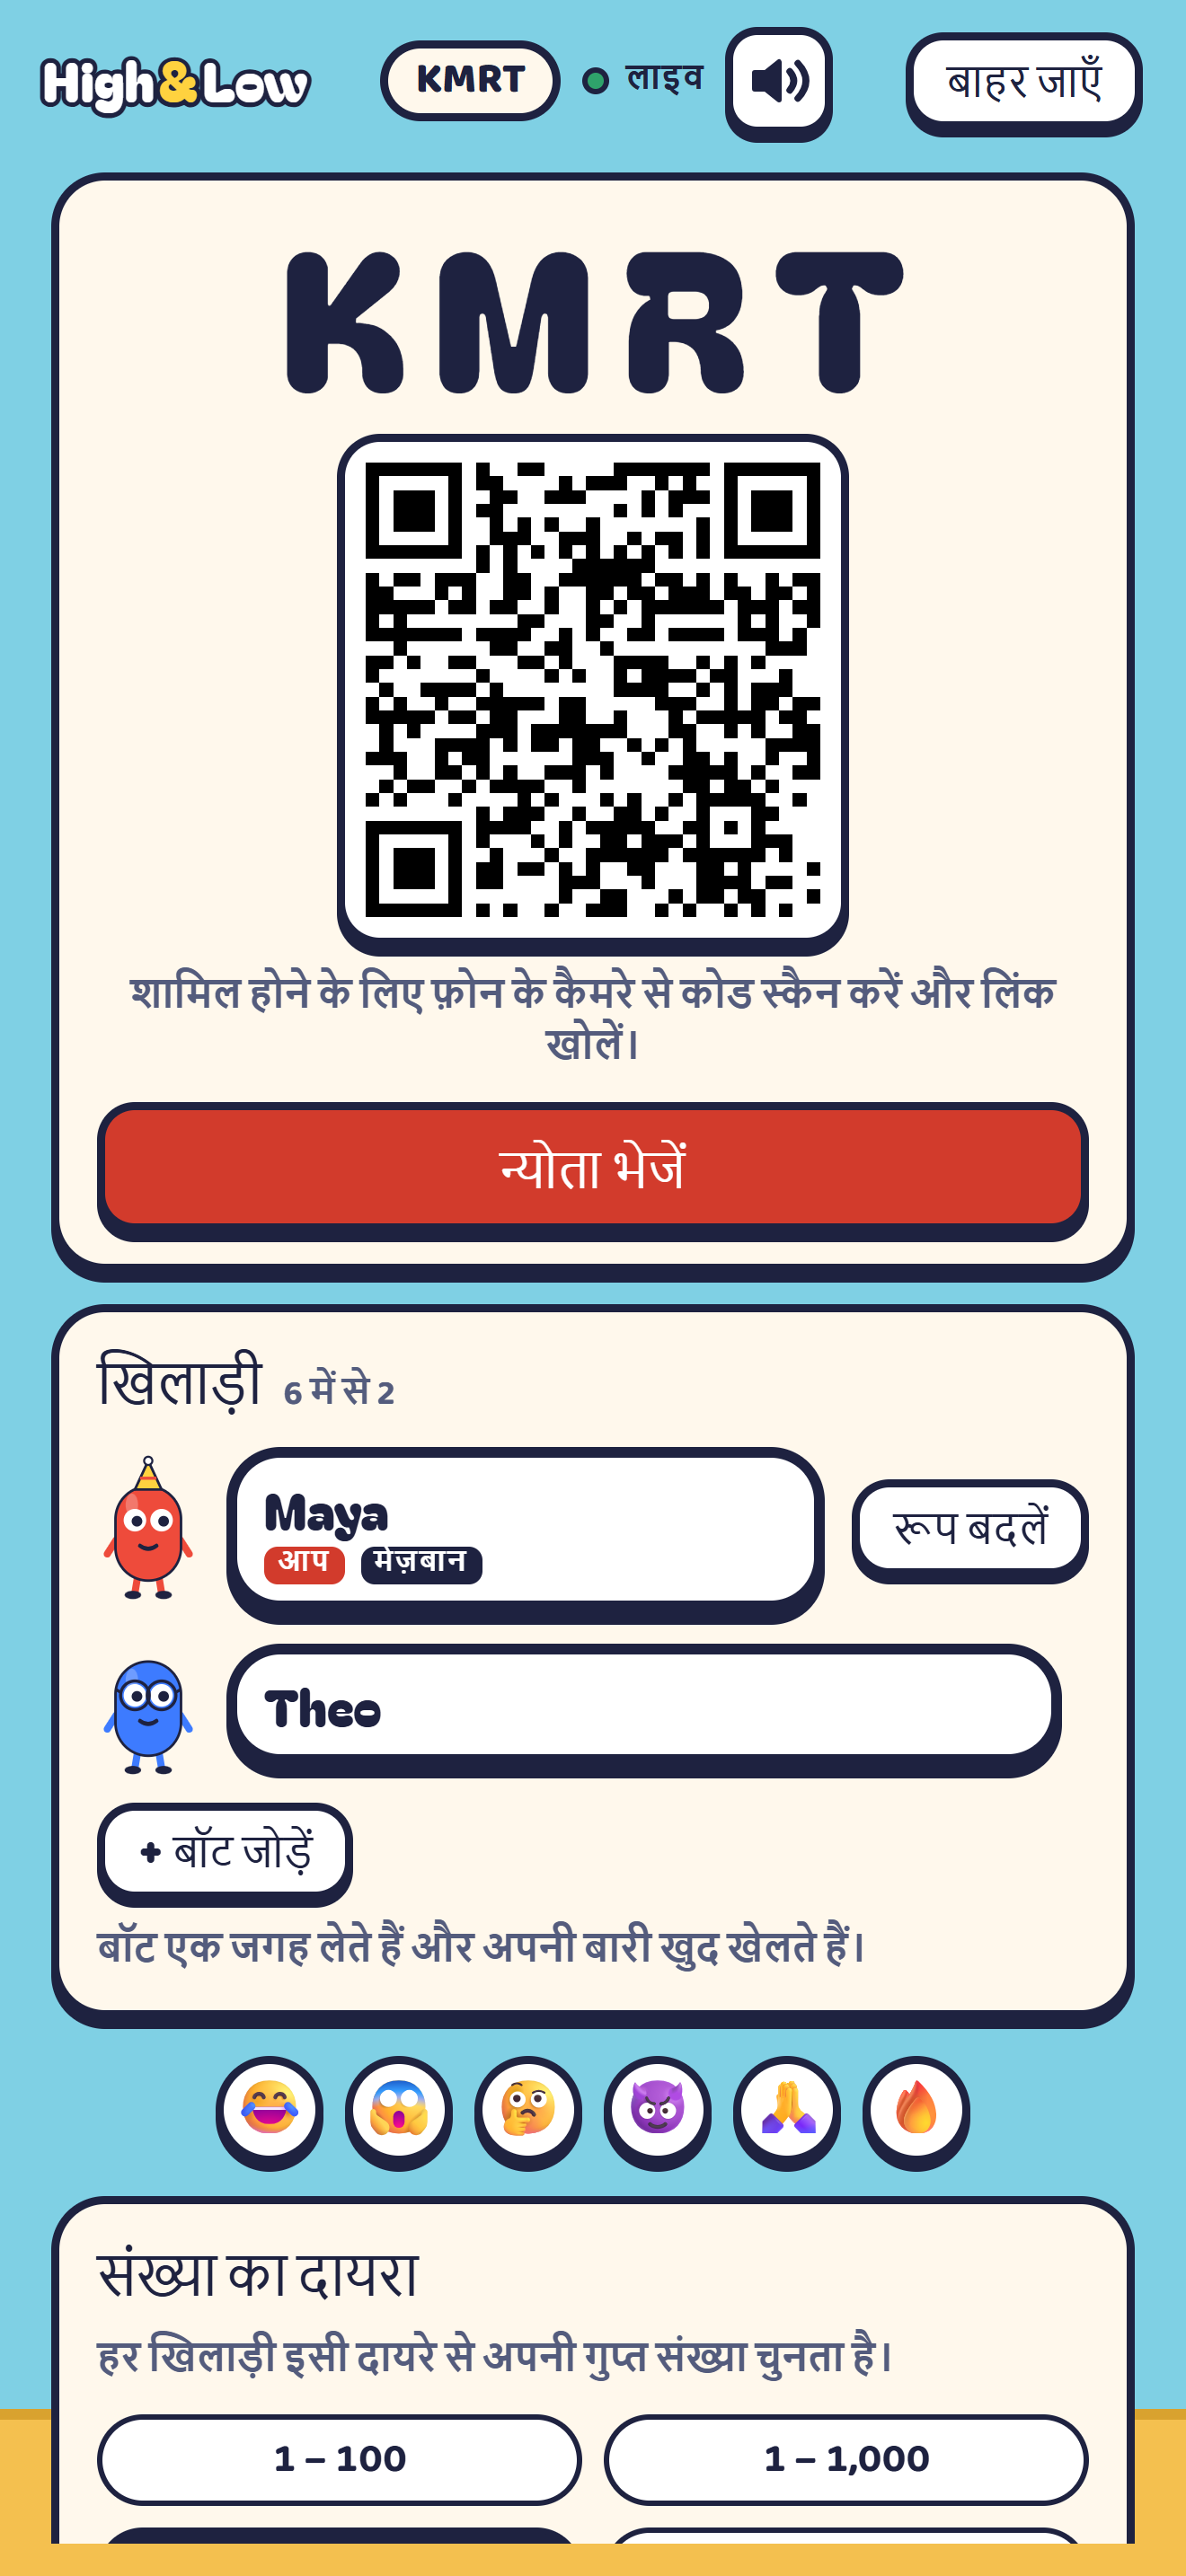 High&Low
KMRT
लाइव
बाहर जाएँ
KMRT
शामिल होने के लिए फ़ोन के कैमरे से कोड स्कैन करें और लिंक
खोलें।
न्योता भेजें
खिलाड़ी 6 में से 2
Maya
आप मेज़बान
रूप बदलें
Theo
+ बॉट जोड़ें
बॉट एक जगह लेते हैं और अपनी बारी खुद खेलते हैं।
संख्या का दायरा
हर खिलाड़ी इसी दायरे से अपनी गुप्त संख्या चुनता है।
1 – 100
1 – 1,000